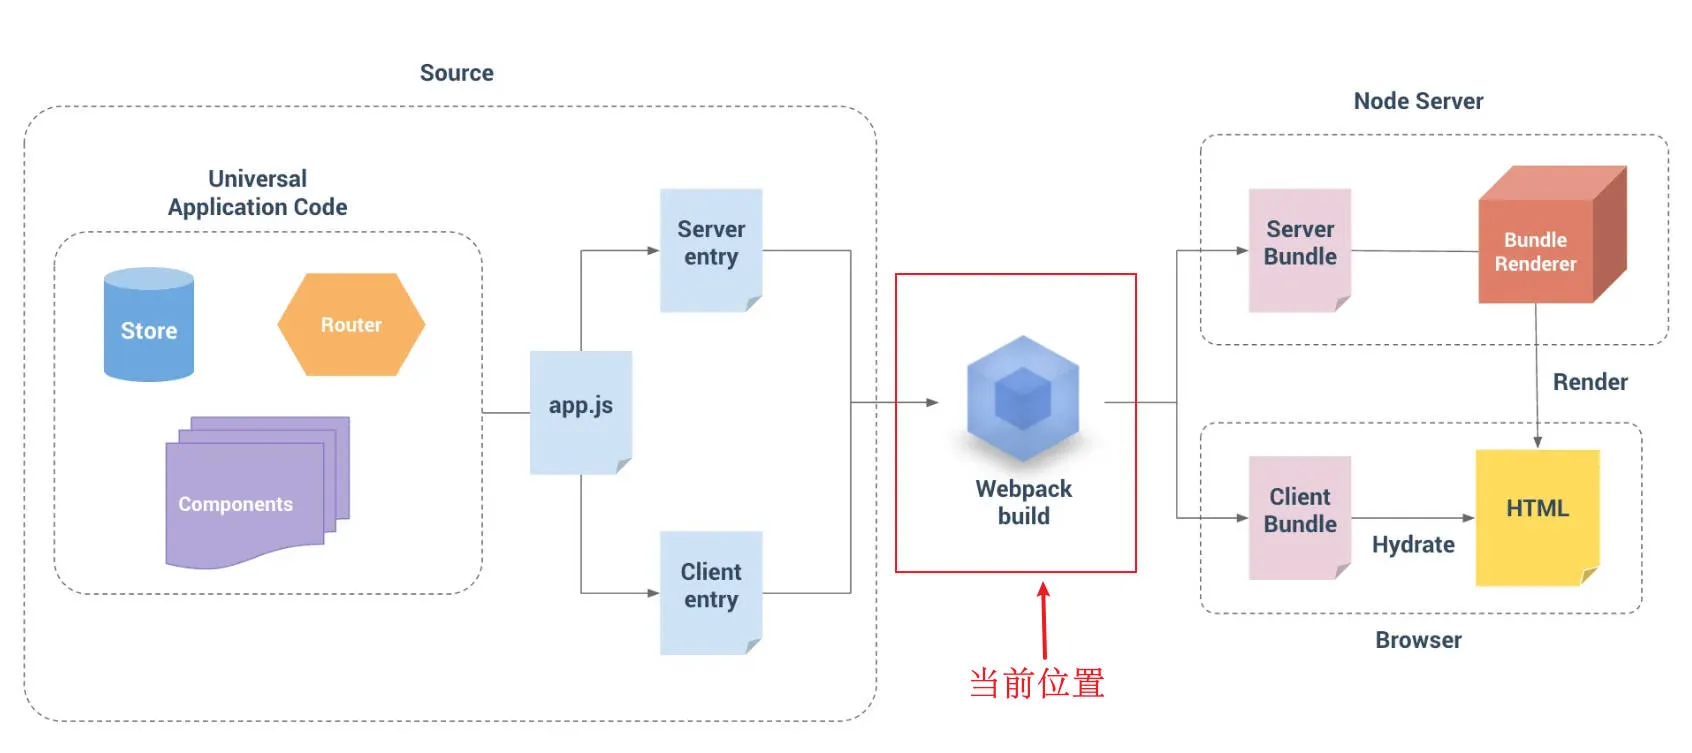 Source
Universal
Application Code
Store
Router
Components
app.js
Server
entry
Client
entry
Webpack
build
当前位置
Node Server
Server
Bundle
Bundle
Renderer
Render
Client
Bundle
Hydrate
HTML
Browser